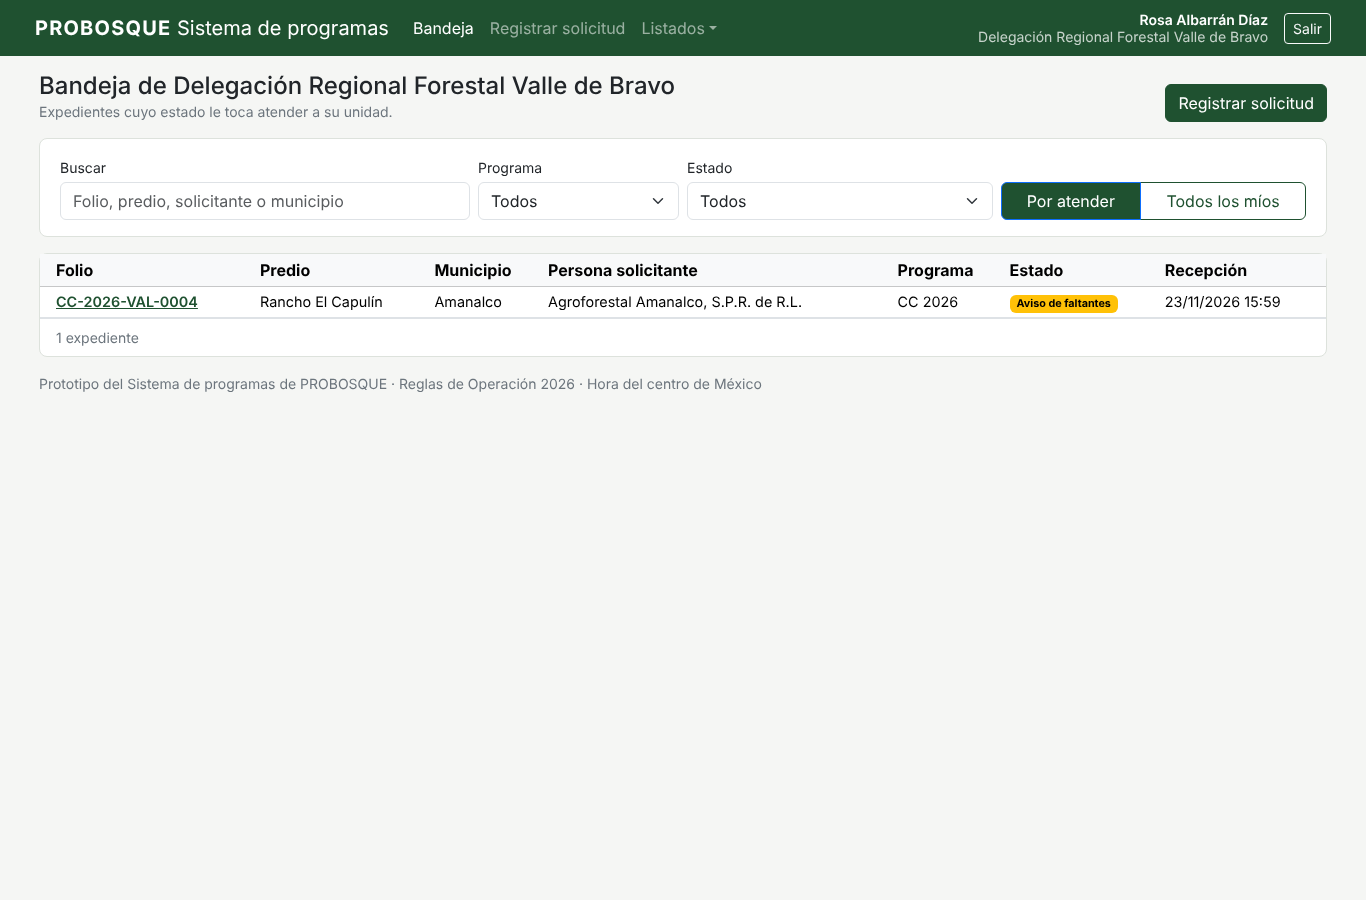 PROBOSQUE Sistema de programas Bandeja Registrar solicitud Listados
Rosa Albarrán Díaz
Delegación Regional Forestal Valle de Bravo
Salir
Bandeja de Delegación Regional Forestal Valle de Bravo
Expedientes cuyo estado le toca atender a su unidad.
Registrar solicitud
Buscar Programa Estado
Folio, predio, solicitante o municipio Todos Todos Por atender Todos los míos
Folio Predio Municipio Persona solicitante Programa Estado Recepción
CC-2026-VAL-0004 Rancho El Capulín Amanalco Agroforestal Amanalco, S.P.R. de R.L. CC 2026 Aviso de faltantes 23/11/2026 15:59
1 expediente
Prototipo del Sistema de programas de PROBOSQUE · Reglas de Operación 2026 · Hora del centro de México